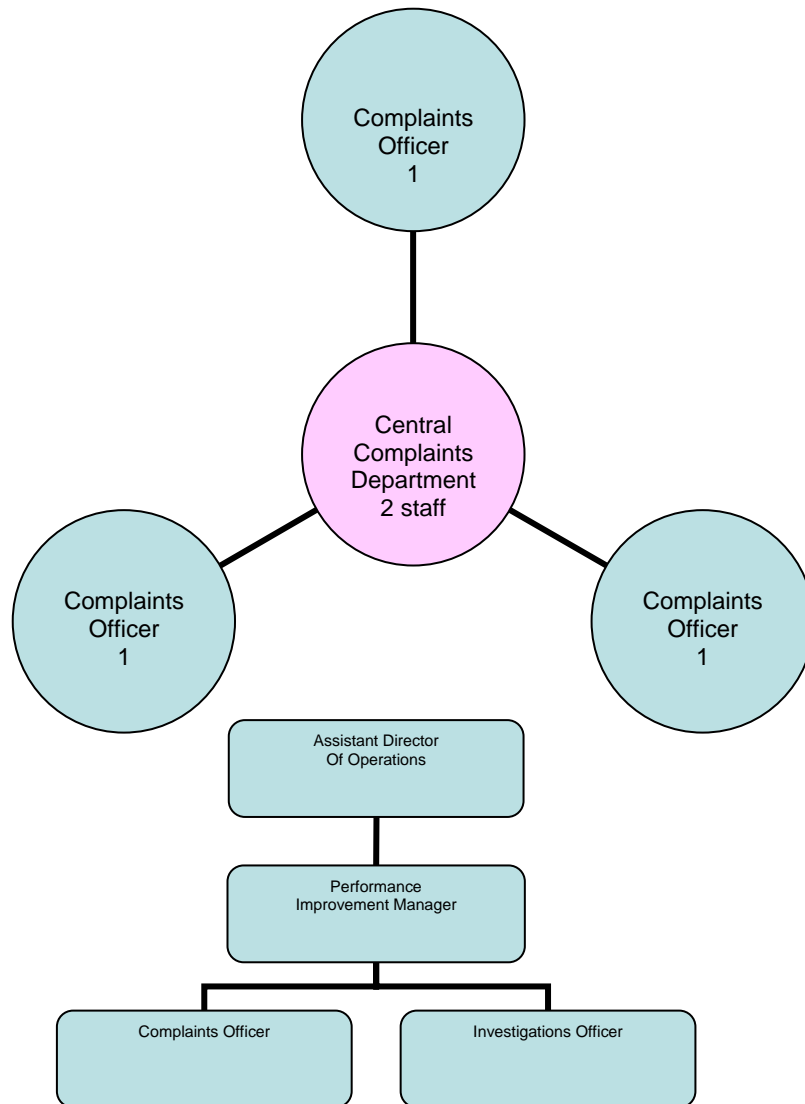 Complaints
Officer
1
Central
Complaints
Department
2 staff
Complaints
Officer
1
Complaints
Officer
1
Assistant Director
Of Operations
Performance
Improvement Manager
Complaints Officer
Investigations Officer